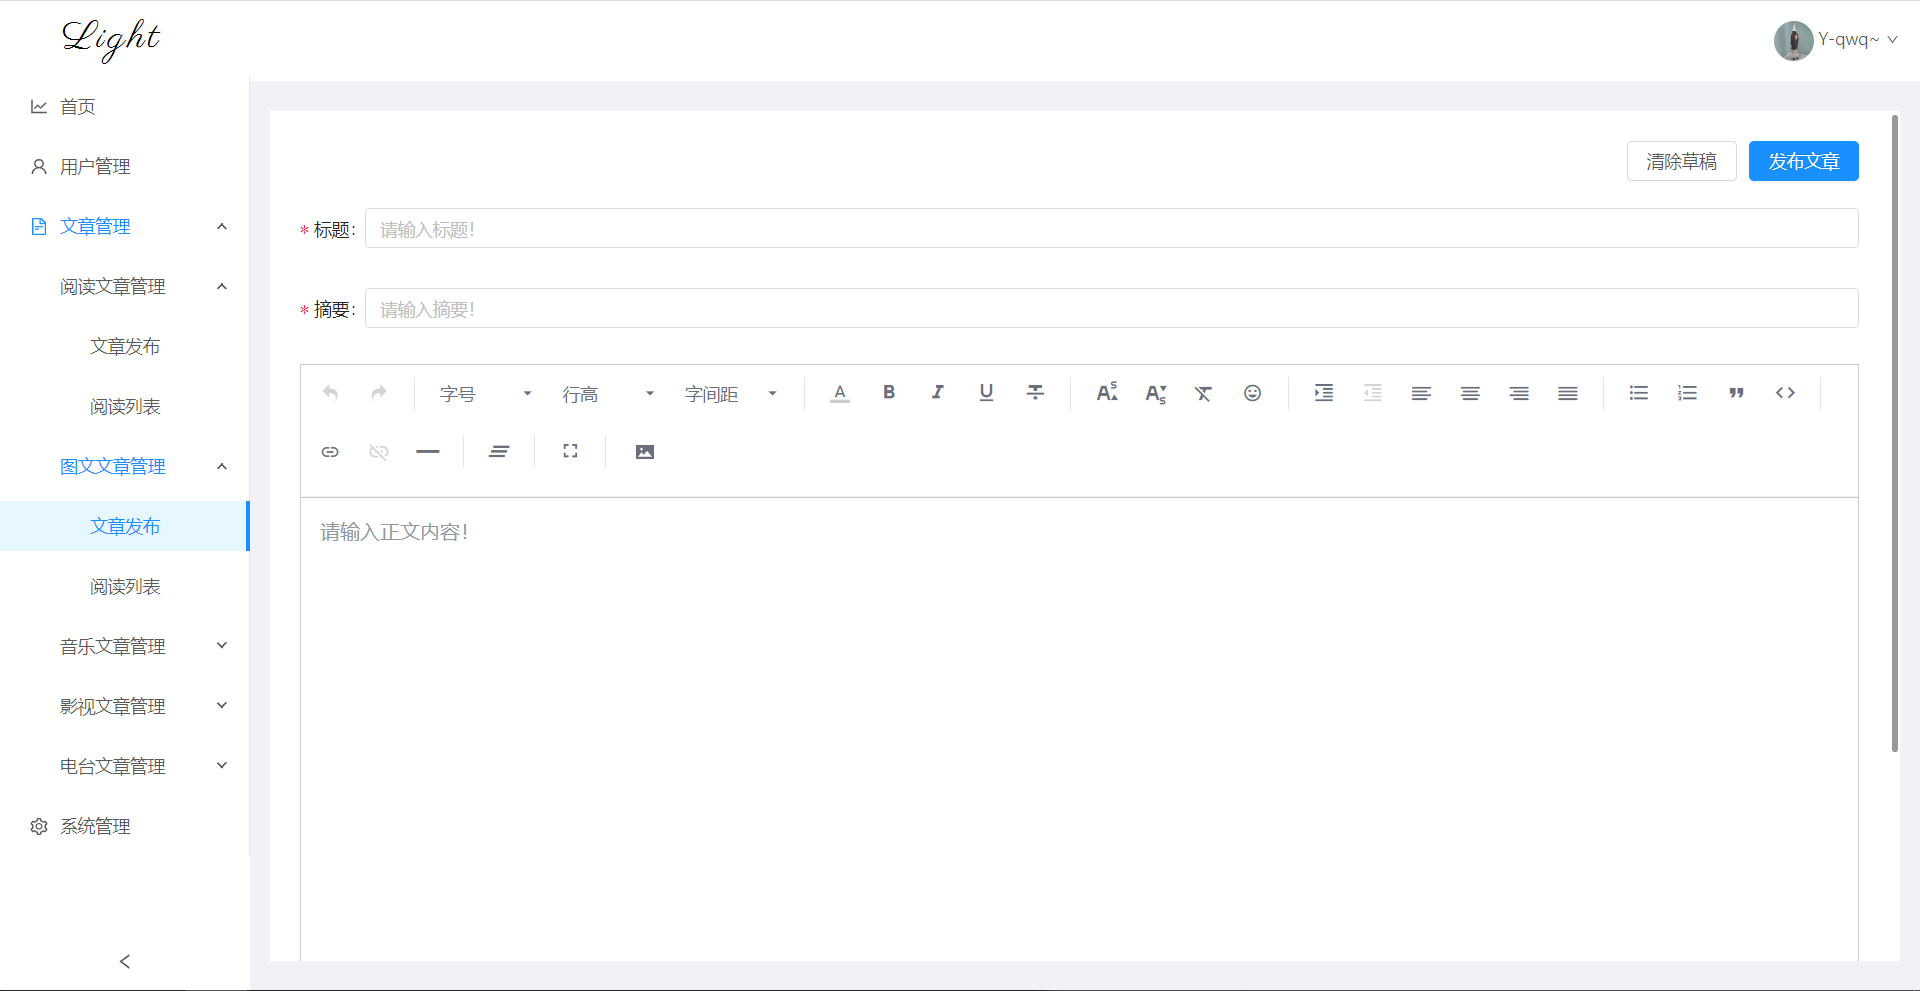 Light
Y-qwq~
首页
用户管理
文章管理
阅读文章管理
文章发布
阅读列表
图文文章管理
文章发布
阅读列表
音乐文章管理
影视文章管理
电台文章管理
系统管理
清除草稿 发布文章
* 标题: 请输入标题!
* 摘要: 请输入摘要!
字号 行高 字间距
请输入正文内容!